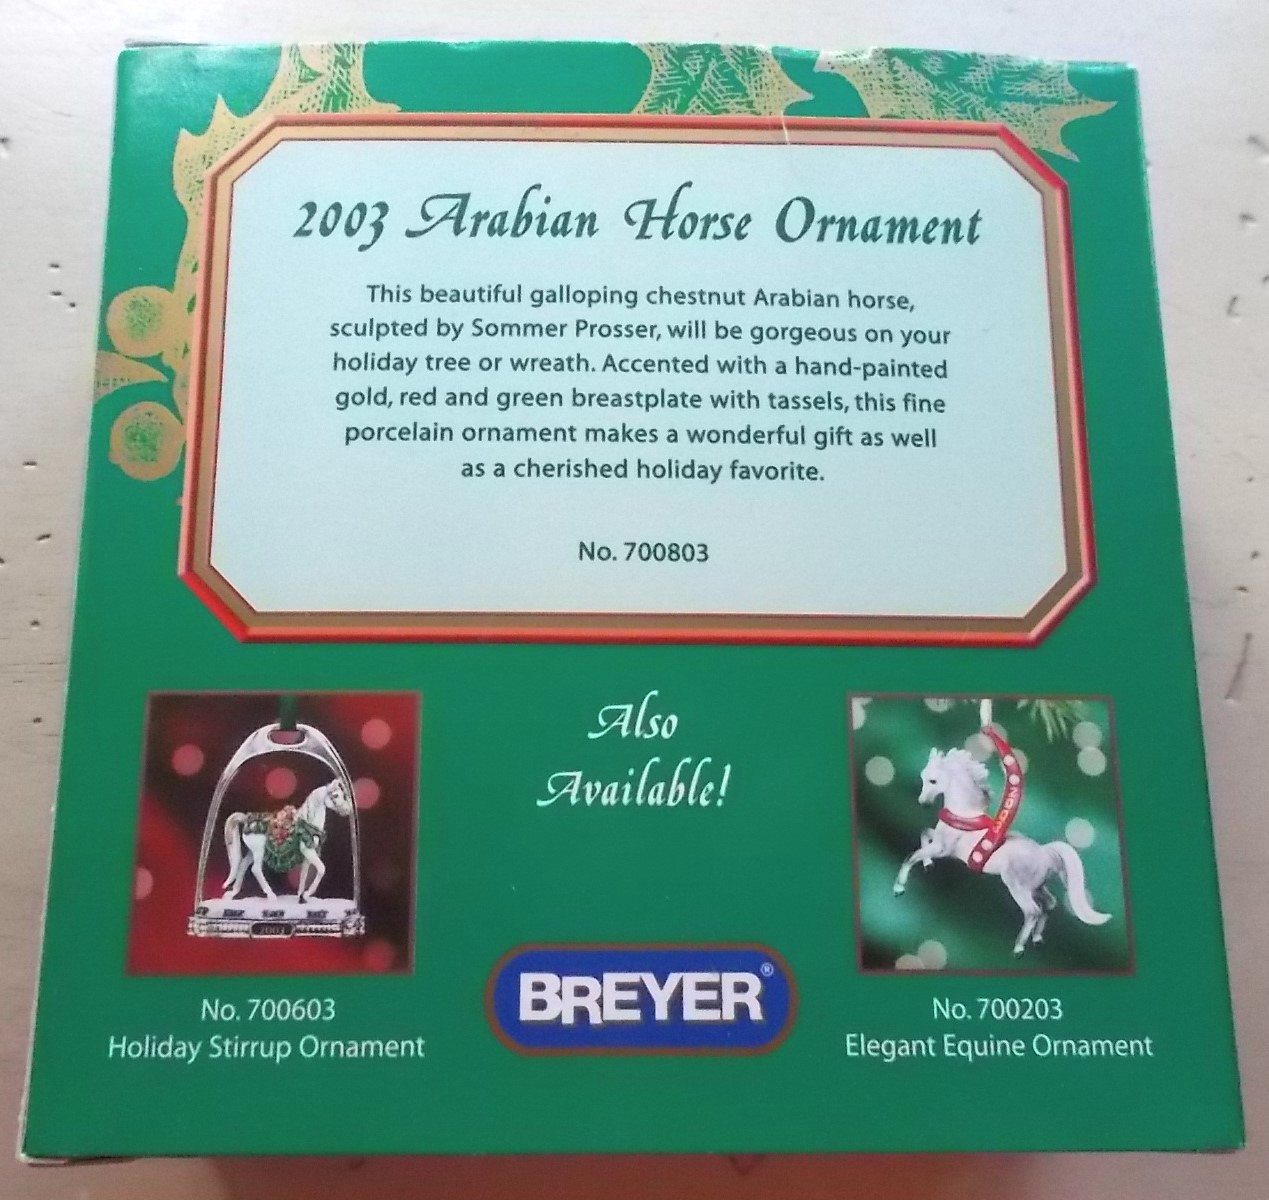 2003 Arabian Horse Ornament
This beautiful galloping chestnut Arabian horse,
sculpted by Sommer Prosser, will be gorgeous on your
holiday tree or wreath. Accented with a hand-painted
gold, red and green breastplate with tassels, this fine
porcelain ornament makes a wonderful gift as well
as a cherished holiday favorite.
No. 700803
Also
Available!
2003
2003
No. 700603
Holiday Stirrup Ornament
BREYER®
No. 700203
Elegant Equine Ornament